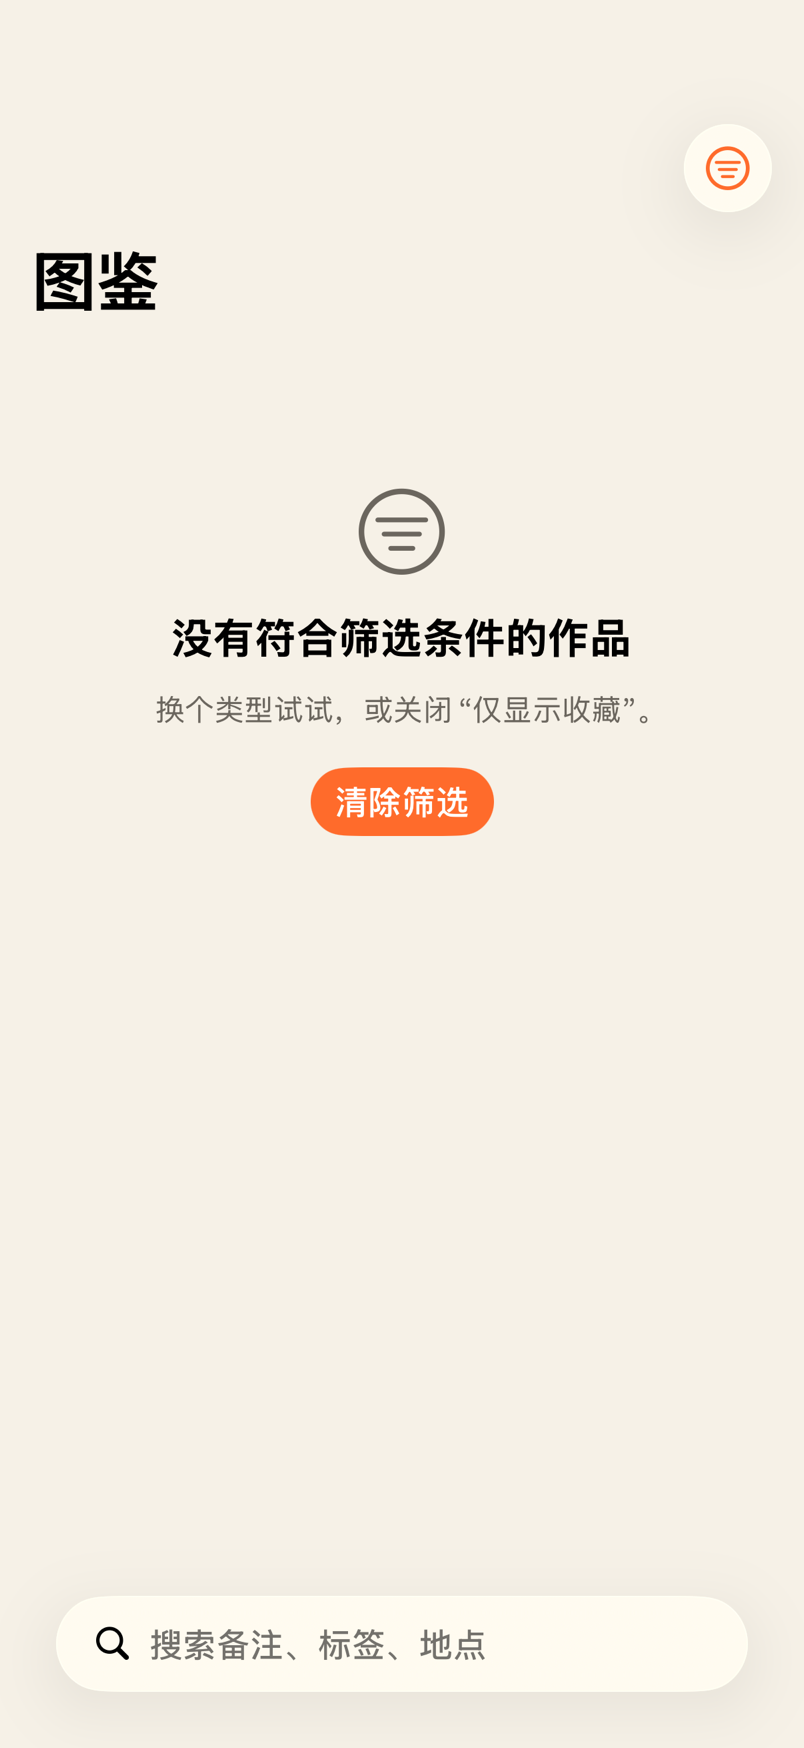 图鉴
没有符合筛选条件的作品
换个类型试试，或关闭“仅显示收藏”。
清除筛选
搜索备注、标签、地点